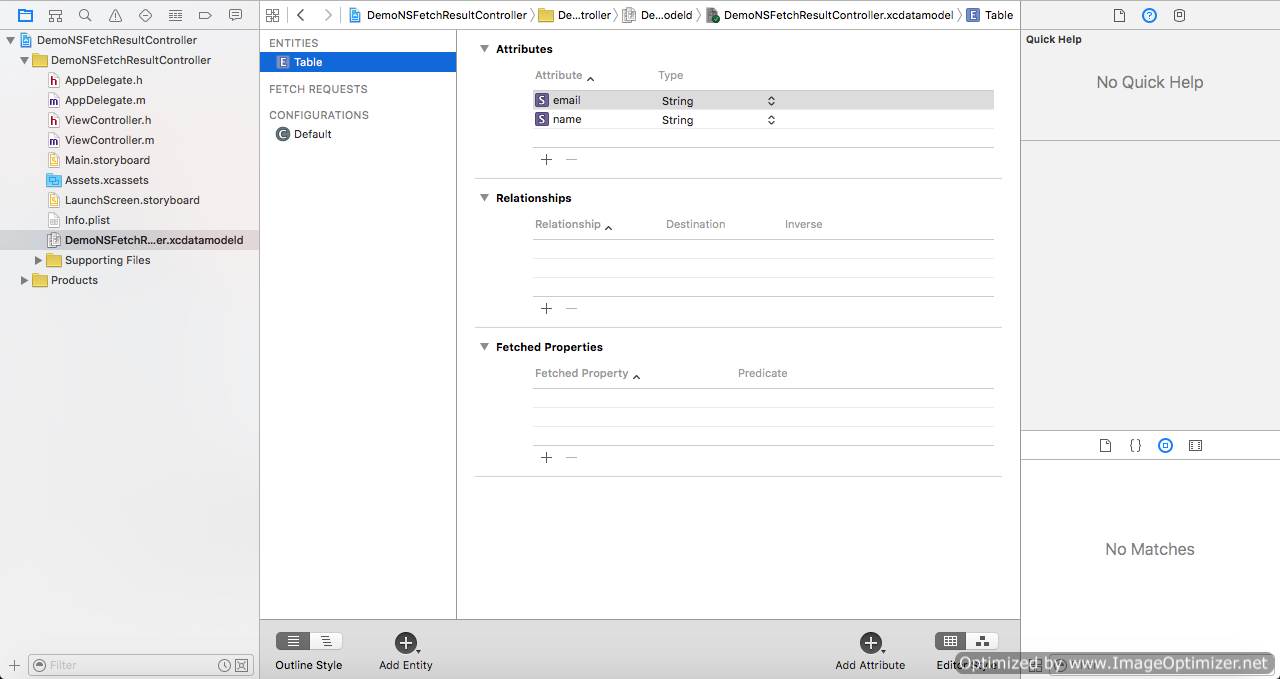 DemoNSFetchResultController
De...troller
De...odeld
DemoNSFetchResultController.xcdatamodel
E Table
DemoNSFetchResultController
DemoNSFetchResultController
h AppDelegate.h
m AppDelegate.m
h ViewController.h
m ViewController.m
Main.storyboard
Assets.xcassets
LaunchScreen.storyboard
Info.plist
DemoNSFetchR...er.xcdatamodeld
Supporting Files
Products
Filter
ENTITIES
E Table
FETCH REQUESTS
CONFIGURATIONS
C Default
Attributes
Attribute Type
S email String
S name String
Relationships
Relationship Destination Inverse
Fetched Properties
Fetched Property Predicate
Outline Style
Add Entity
Add Attribute
Quick Help
No Quick Help
{}
No Matches
Optimized by www.ImageOptimizer.net